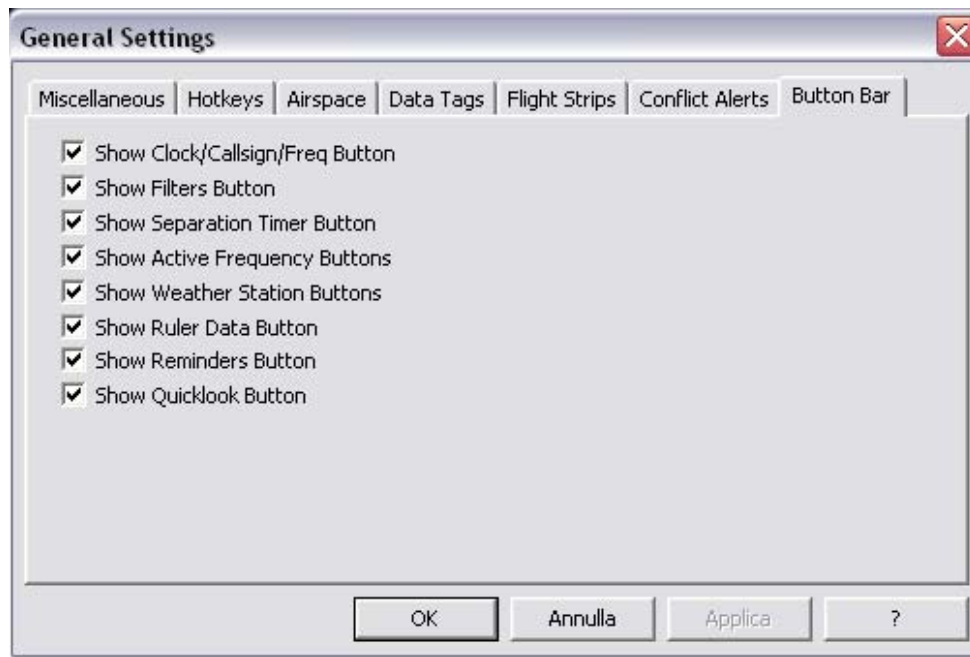 General Settings
Miscellaneous Hotkeys Airspace Data Tags Flight Strips Conflict Alerts Button Bar
Show Clock/Callsign/Freq Button
Show Filters Button
Show Separation Timer Button
Show Active Frequency Buttons
Show Weather Station Buttons
Show Ruler Data Button
Show Reminders Button
Show Quicklook Button
OK Annulla Applica ?